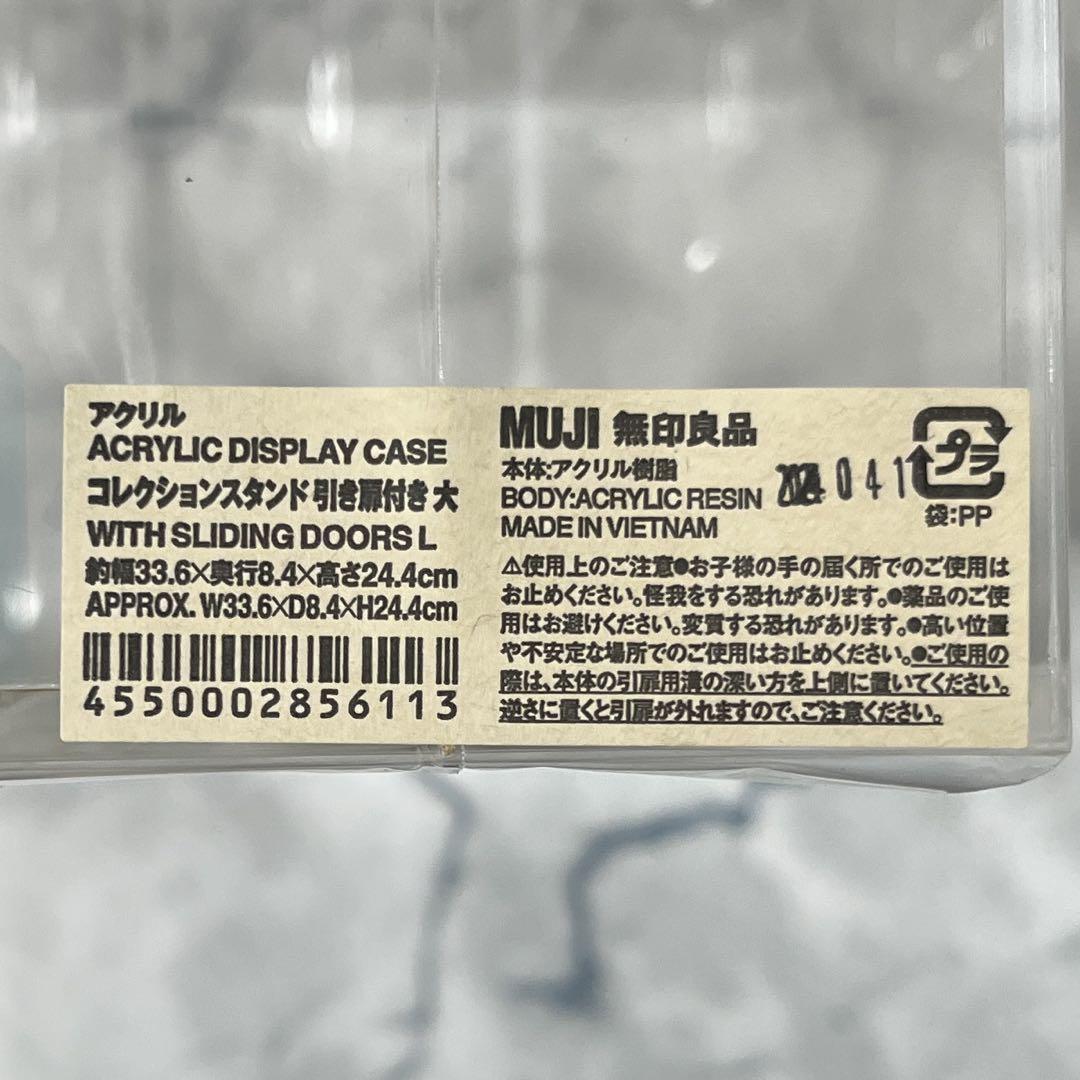 アクリル
ACRYLIC DISPLAY CASE
コレクションスタンド引き扉付き 大
WITH SLIDING DOORS L
約幅33.6×奥行8.4×高さ24.4cm
APPROX. W33.6×D8.4×H24.4cm
4550002856113
MUJI 無印良品
本体:アクリル樹脂
BODY:ACRYLIC RESIN
MADE IN VIETNAM
041
プラ
袋:PP
⚠使用上のご注意●お子様の手の届く所でのご使用は
お止めください。怪我をする恐れがあります。●薬品のご使
用はお避けください。変質する恐れがあります。●高い位置
や不安定な場所でのご使用はお止めください。●ご使用の
際は、本体の引扉用溝の深い方を上側に置いてください。
逆さに置くと引扉が外れますので、ご注意ください。